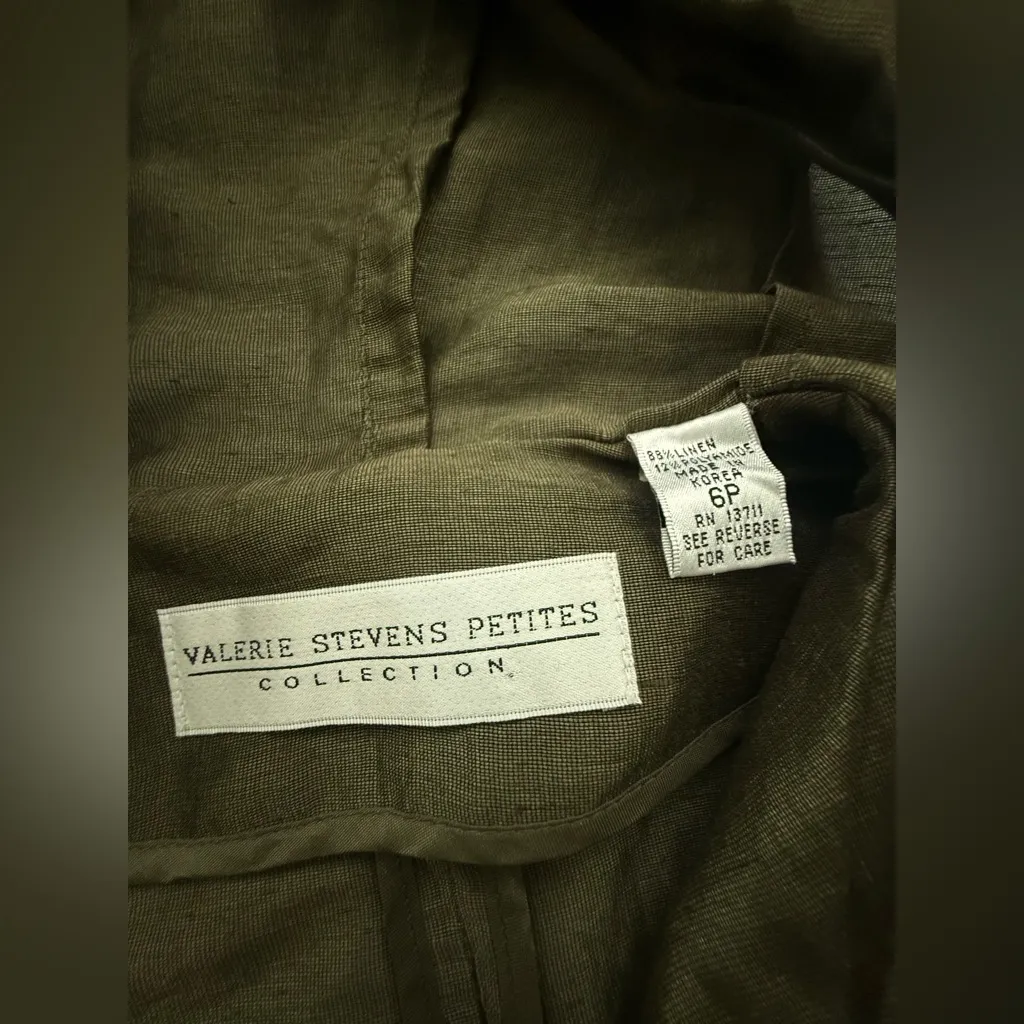 88% LINEN
12% POLYAMIDE
MADE IN
KOREA
6P
RN 13711
SEE REVERSE
FOR CARE
VALERIE STEVENS PETITES
COLLECTION